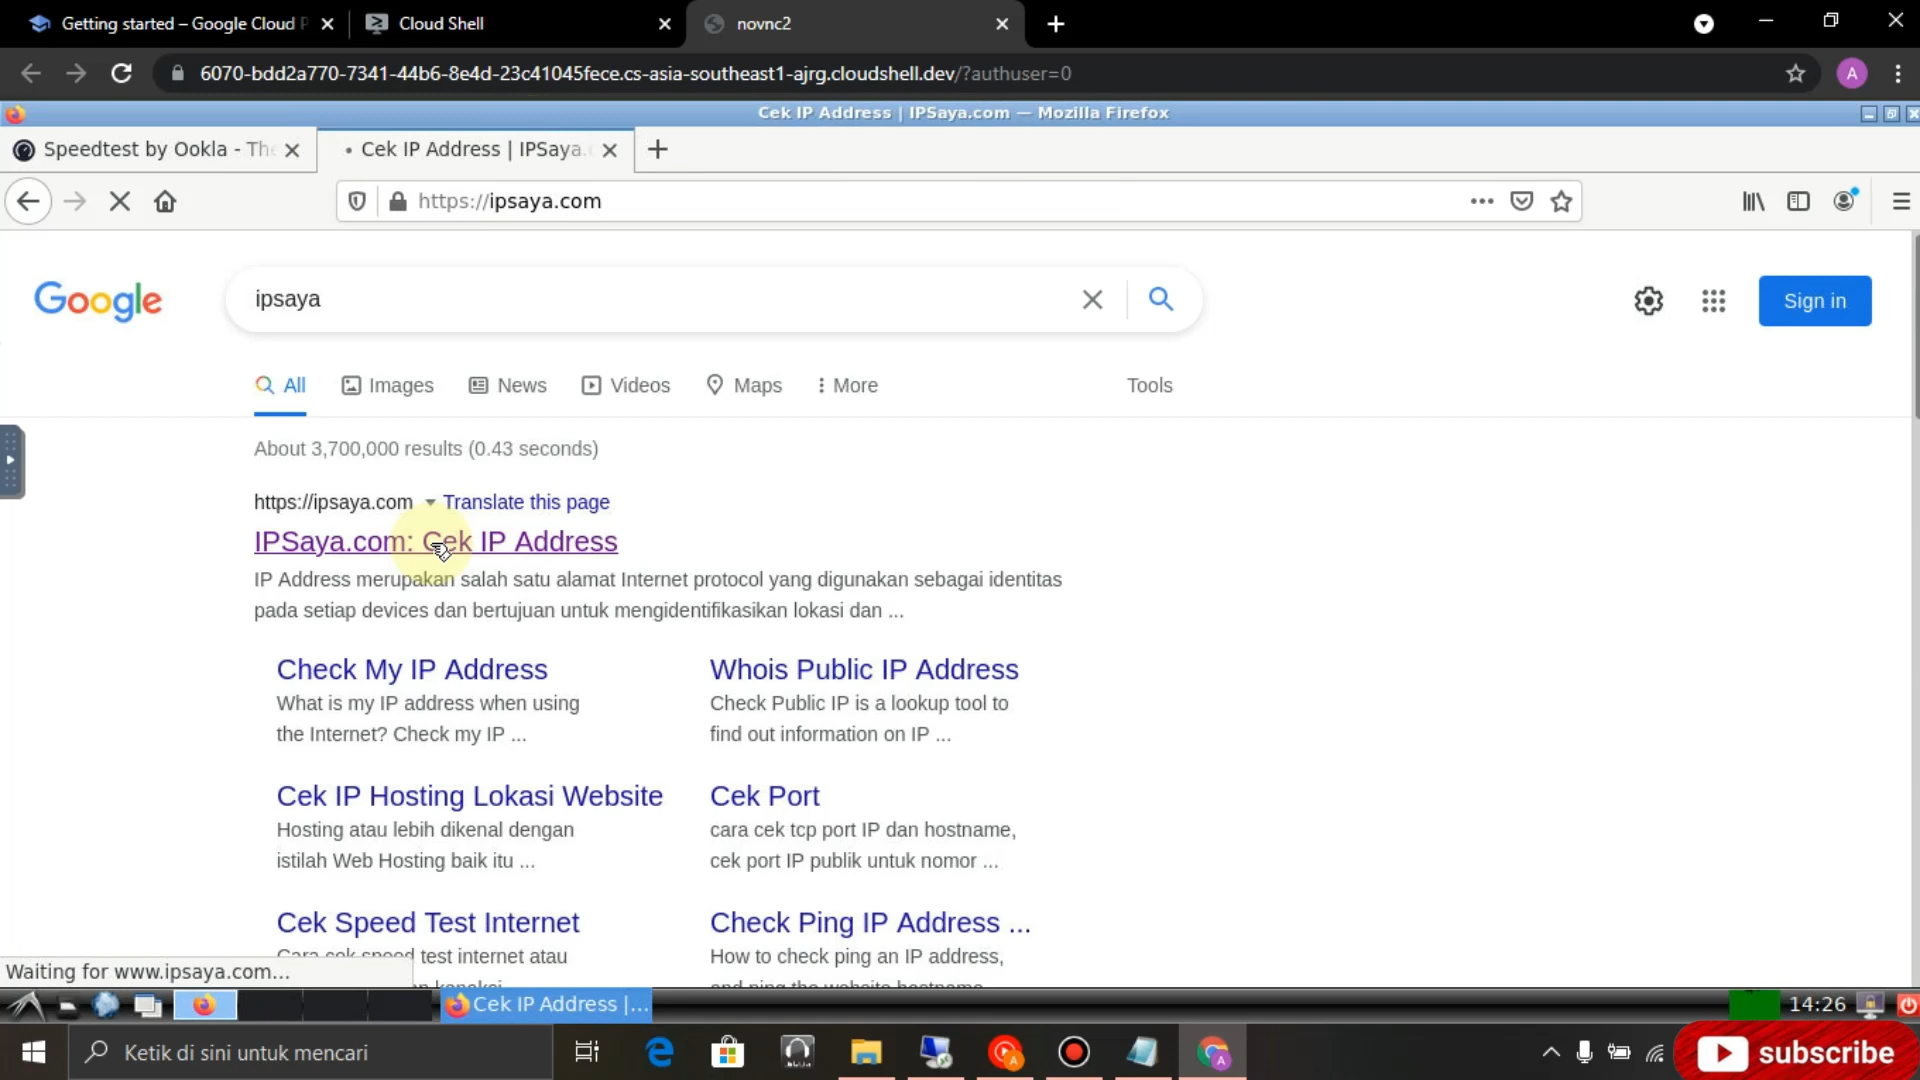 Getting started – Google Cloud P
Cloud Shell
novnc2
6070-bdd2a770-7341-44b6-8e4d-23c41045fece.cs-asia-southeast1-ajrg.cloudshell.dev/?authuser=0
A
Cek IP Address | IPSaya.com — Mozilla Firefox
Speedtest by Ookla - The
• Cek IP Address | IPSaya.
https://ipsaya.com
Google
ipsaya
Sign in
All
Images
News
Videos
Maps
More
Tools
About 3,700,000 results (0.43 seconds)
https://ipsaya.com
Translate this page
IPSaya.com: Cek IP Address
IP Address merupakan salah satu alamat Internet protocol yang digunakan sebagai identitas
pada setiap devices dan bertujuan untuk mengidentifikasikan lokasi dan ...
Check My IP Address
What is my IP address when using
the Internet? Check my IP ...
Whois Public IP Address
Check Public IP is a lookup tool to
find out information on IP ...
Cek IP Hosting Lokasi Website
Hosting atau lebih dikenal dengan
istilah Web Hosting baik itu ...
Cek Port
cara cek tcp port IP dan hostname,
cek port IP publik untuk nomor ...
Cek Speed Test Internet
Cara cek speed test internet atau
Check Ping IP Address ...
How to check ping an IP address,
and ping the website hostname
Waiting for www.ipsaya.com...
Cek IP Address |...
14:26
Ketik di sini untuk mencari
A
A
subscribe